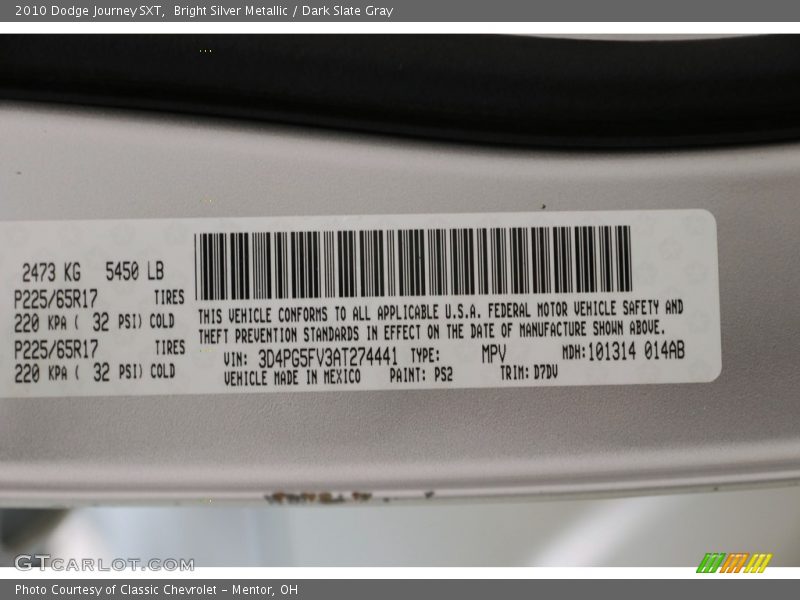 2010 Dodge Journey SXT, Bright Silver Metallic / Dark Slate Gray
2473 KG 5450 LB
P225/65R17 TIRES
220 KPA ( 32 PSI) COLD
P225/65R17 TIRES
220 KPA ( 32 PSI) COLD
THIS VEHICLE CONFORMS TO ALL APPLICABLE U.S.A. FEDERAL MOTOR VEHICLE SAFETY AND
THEFT PREVENTION STANDARDS IN EFFECT ON THE DATE OF MANUFACTURE SHOWN ABOVE.
VIN: 3D4PG5FV3AT274441 TYPE: MPV MDH: 101314 014AB
VEHICLE MADE IN MEXICO PAINT: PS2 TRIM: D7DV
GTCARLOT.COM
Photo Courtesy of Classic Chevrolet - Mentor, OH